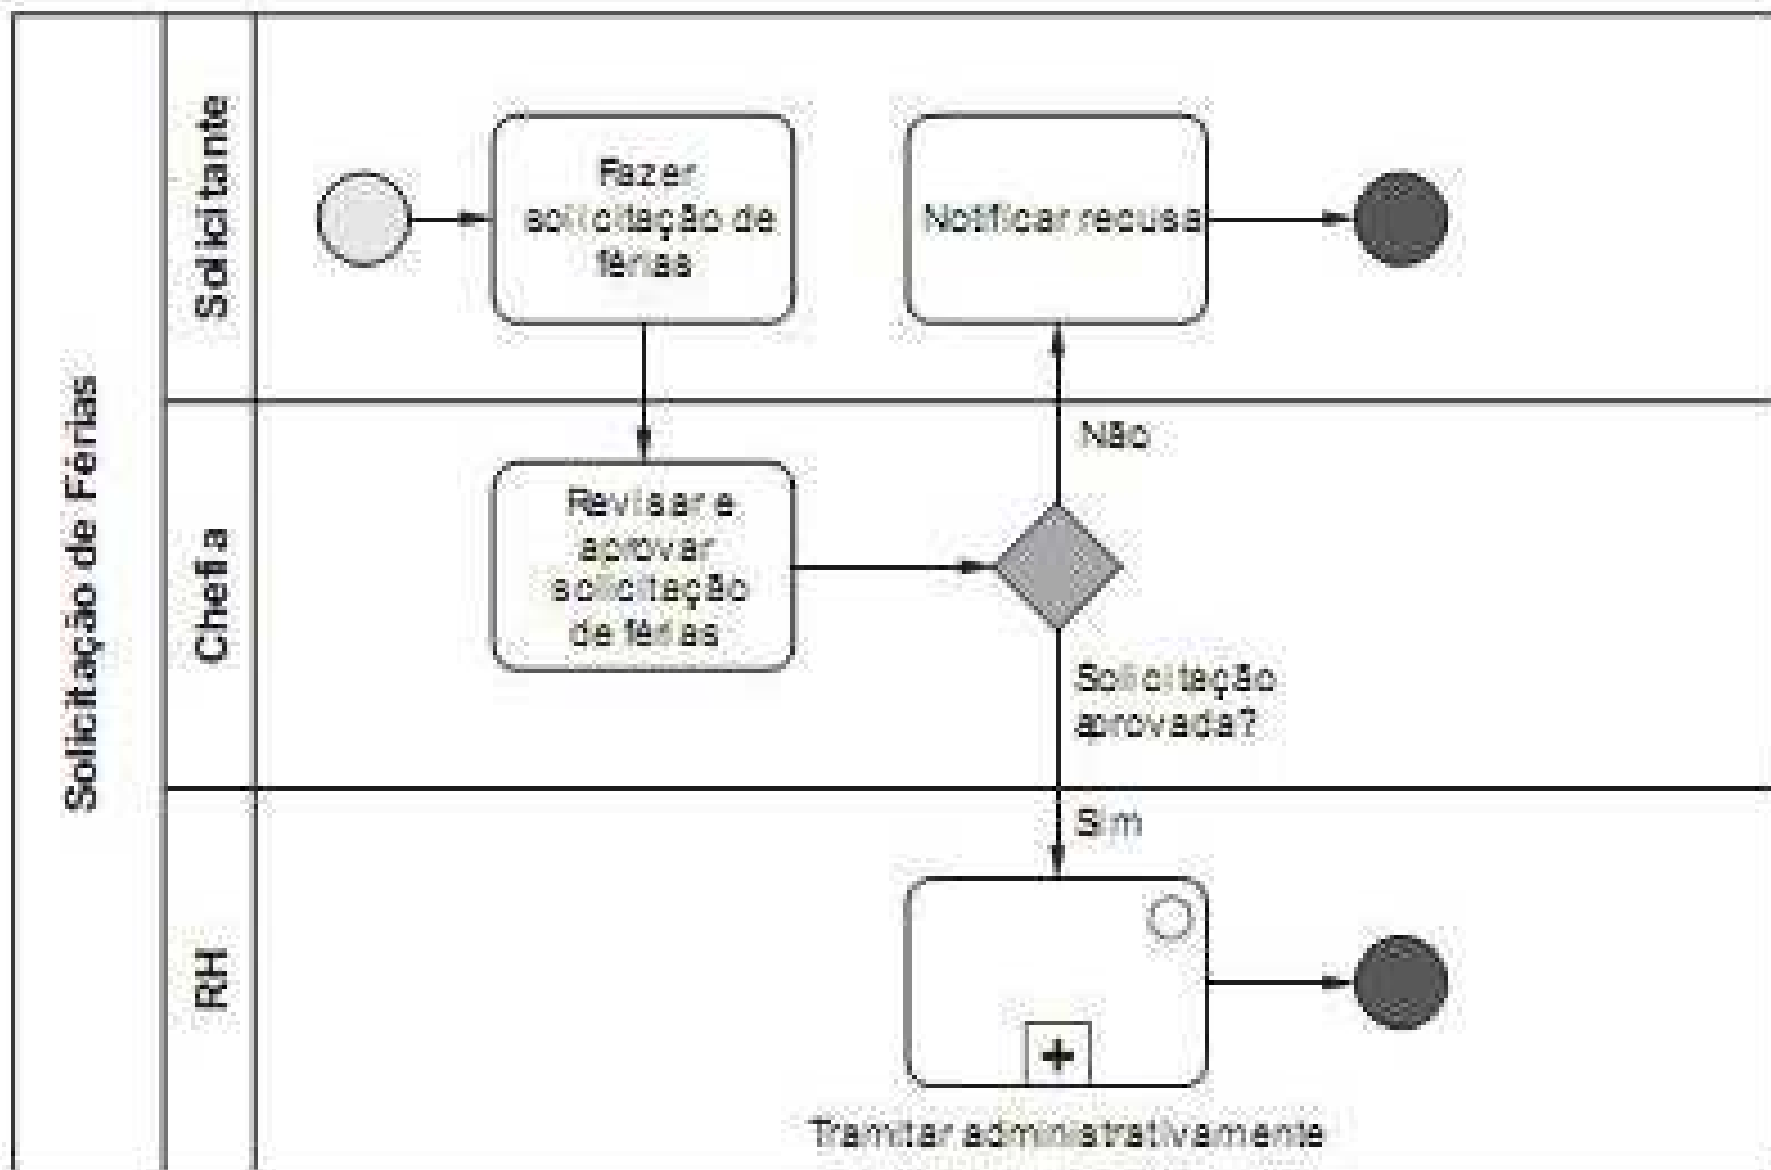 Solicitação de Férias
Solicitante
Fazer
solicitação de
férias
Notificar recusa
Chefia
Não
Revisar e
aprovar
solicitação
de férias
Solicitação
aprovada?
RH
Sim
+
Tramitar administrativamente